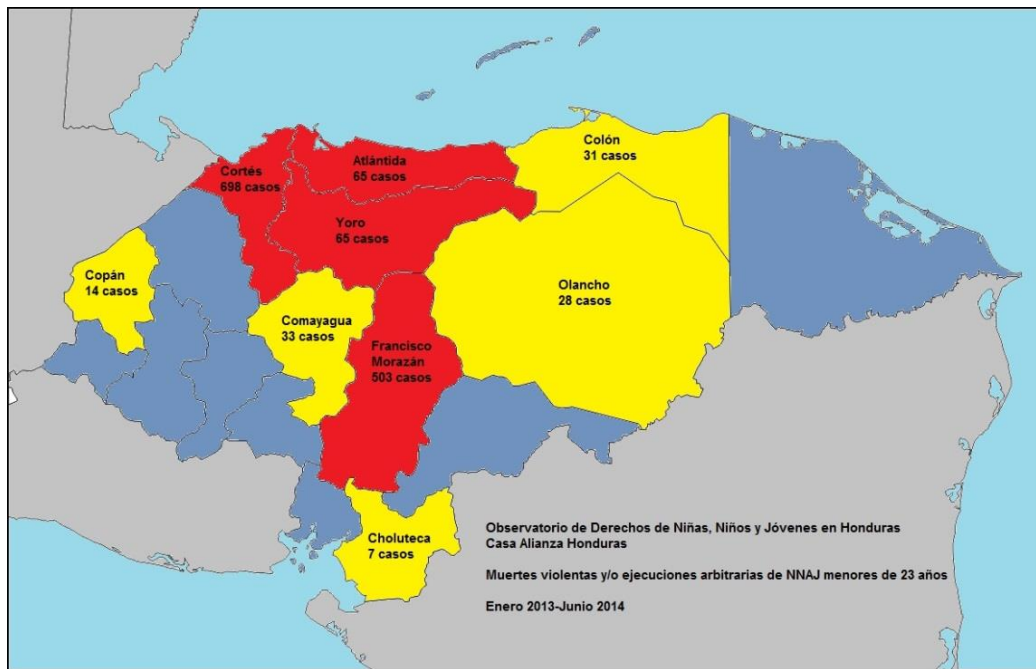 Colón
31 casos
Atlántida
65 casos
Cortés
698 casos
Yoro
65 casos
Copán
14 casos
Olancho
28 casos
Comayagua
33 casos
Francisco
Morazán
503 casos
Choluteca
7 casos
Observatorio de Derechos de Niñas, Niños y Jóvenes en Honduras
Casa Alianza Honduras
Muertes violentas y/o ejecuciones arbitrarias de NNAJ menores de 23 años
Enero 2013-Junio 2014